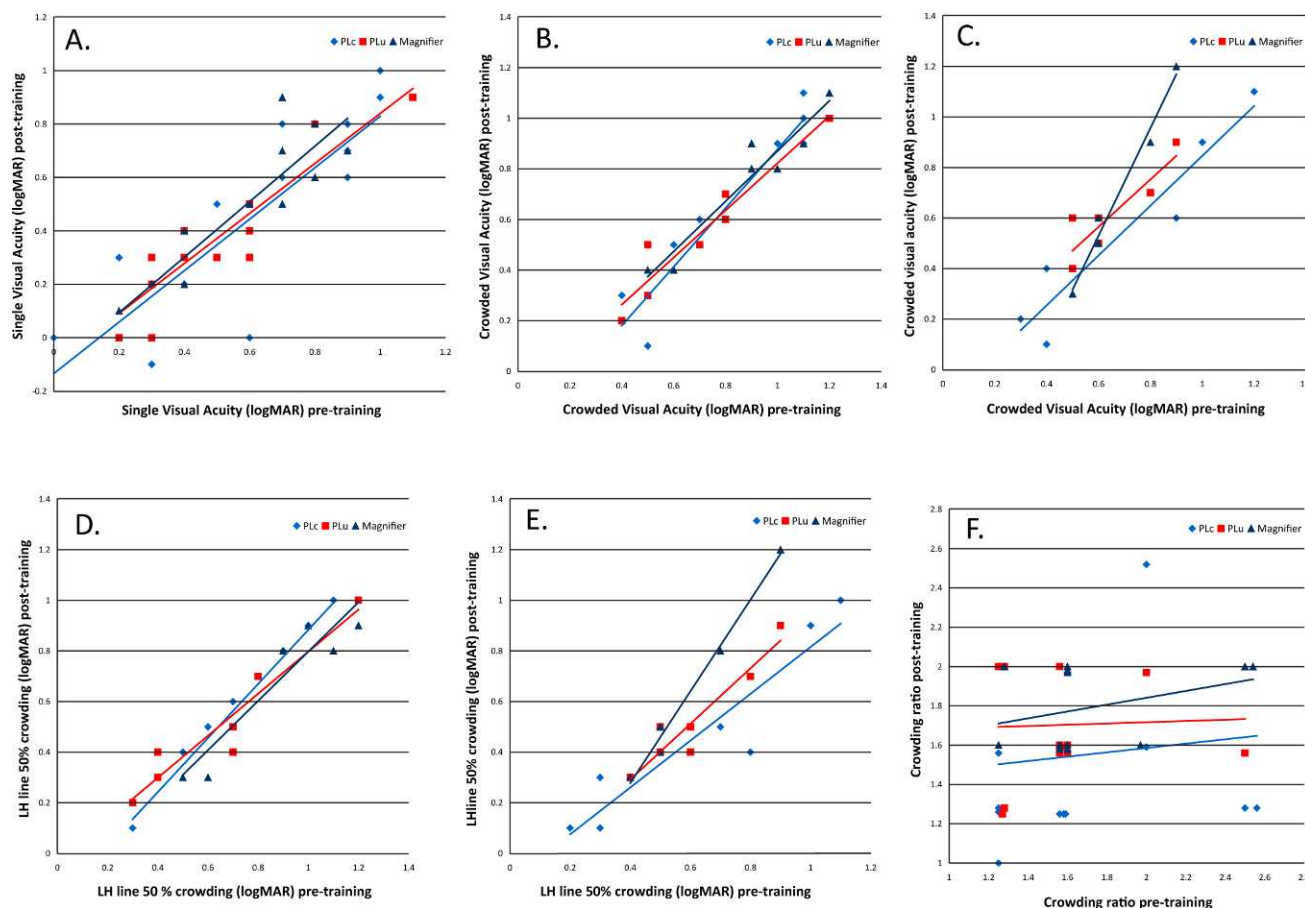 A.
PLc PLu Magnifier
Single Visual Acuity (logMAR) post-training
1.2
1
0.8
0.6
0.4
0.2
0
-0.2
0.2 0.4 0.6 0.8 1 1.2
Single Visual Acuity (logMAR) pre-training
B.
PLc PLu Magnifier
Crowded Visual Acuity (logMAR) post-training
1.4
1.2
1
0.8
0.6
0.4
0.2
0
0 0.2 0.4 0.6 0.8 1 1.2 1.4
Crowded Visual Acuity (logMAR) pre-training
C.
PLc PLu Magnifier
Crowded visual acuity (logMAR) post-training
1.4
1.2
1
0.8
0.6
0.4
0.2
0
0 0.2 0.4 0.6 0.8 1 1.2
Crowded Visual Acuity (logMAR) pre-training
D.
PLc PLu Magnifier
LH line 50% crowding (logMAR) post-training
1.4
1.2
1
0.8
0.6
0.4
0.2
0
0 0.2 0.4 0.6 0.8 1 1.2 1.4
LH line 50 % crowding (logMAR) pre-training
E.
PLc PLu Magnifier
LHline 50% crowding (logMAR) post-training
1.4
1.2
1
0.8
0.6
0.4
0.2
0
0 0.2 0.4 0.6 0.8 1 1.2
LH line 50% crowding (logMAR) pre-training
F.
PLc PLu Magnifier
Crowding ratio post-training
2.8
2.6
2.4
2.2
2
1.8
1.6
1.4
1.2
1
1 1.2 1.4 1.6 1.8 2 2.2 2.4 2.6
Crowding ratio pre-training